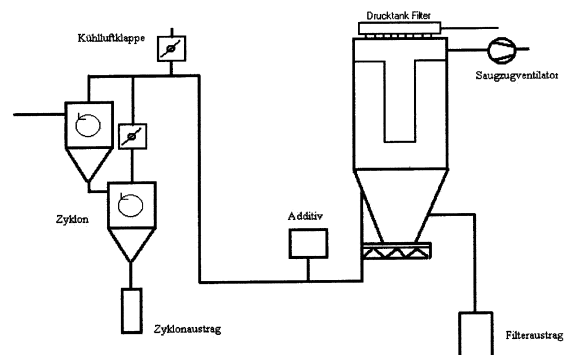 Drucktank Filter
Kühlluftklappe
Saugzugventilator
Zyklon
Additiv
Zyklonaustrag
Filteraustrag